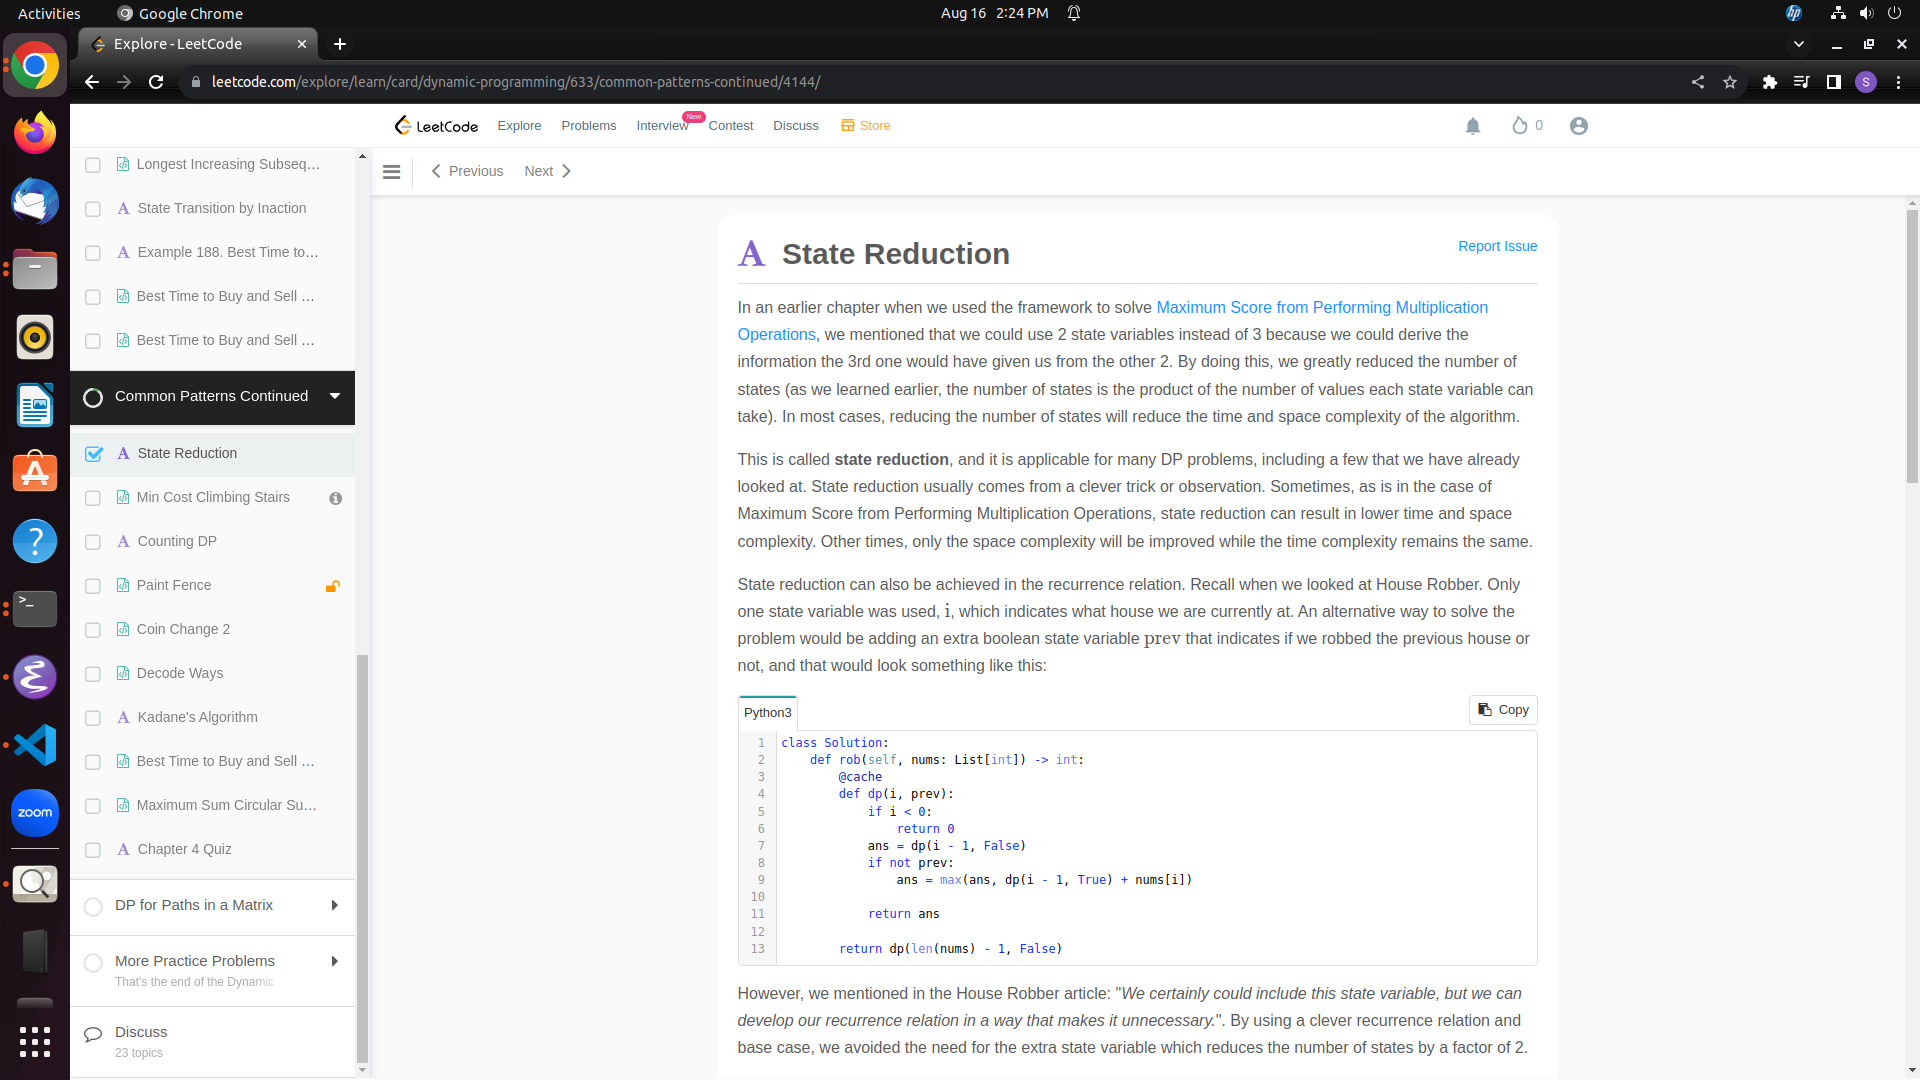 Activities
Google Chrome
Aug 16 2:24 PM
Explore - LeetCode
leetcode.com/explore/learn/card/dynamic-programming/633/common-patterns-continued/4144/
S
LeetCode
Explore
Problems
Interview
New
Contest
Discuss
Store
0
Longest Increasing Subseq...
State Transition by Inaction
Example 188. Best Time to...
Best Time to Buy and Sell ...
Best Time to Buy and Sell ...
Common Patterns Continued
State Reduction
Min Cost Climbing Stairs
Counting DP
Paint Fence
Coin Change 2
Decode Ways
Kadane's Algorithm
Best Time to Buy and Sell ...
Maximum Sum Circular Su...
Chapter 4 Quiz
DP for Paths in a Matrix
More Practice Problems
That's the end of the Dynamic
Discuss
23 topics
Previous
Next
A State Reduction
Report Issue
In an earlier chapter when we used the framework to solve Maximum Score from Performing Multiplication
Operations, we mentioned that we could use 2 state variables instead of 3 because we could derive the
information the 3rd one would have given us from the other 2. By doing this, we greatly reduced the number of
states (as we learned earlier, the number of states is the product of the number of values each state variable can
take). In most cases, reducing the number of states will reduce the time and space complexity of the algorithm.
This is called state reduction, and it is applicable for many DP problems, including a few that we have already
looked at. State reduction usually comes from a clever trick or observation. Sometimes, as is in the case of
Maximum Score from Performing Multiplication Operations, state reduction can result in lower time and space
complexity. Other times, only the space complexity will be improved while the time complexity remains the same.
State reduction can also be achieved in the recurrence relation. Recall when we looked at House Robber. Only
one state variable was used, i, which indicates what house we are currently at. An alternative way to solve the
problem would be adding an extra boolean state variable prev that indicates if we robbed the previous house or
not, and that would look something like this:
Python3
Copy
1 class Solution:
2     def rob(self, nums: List[int]) -> int:
3         @cache
4         def dp(i, prev):
5             if i < 0:
6                 return 0
7             ans = dp(i - 1, False)
8             if not prev:
9                 ans = max(ans, dp(i - 1, True) + nums[i])
10
11             return ans
12
13         return dp(len(nums) - 1, False)
However, we mentioned in the House Robber article: "We certainly could include this state variable, but we can
develop our recurrence relation in a way that makes it unnecessary.". By using a clever recurrence relation and
base case, we avoided the need for the extra state variable which reduces the number of states by a factor of 2.